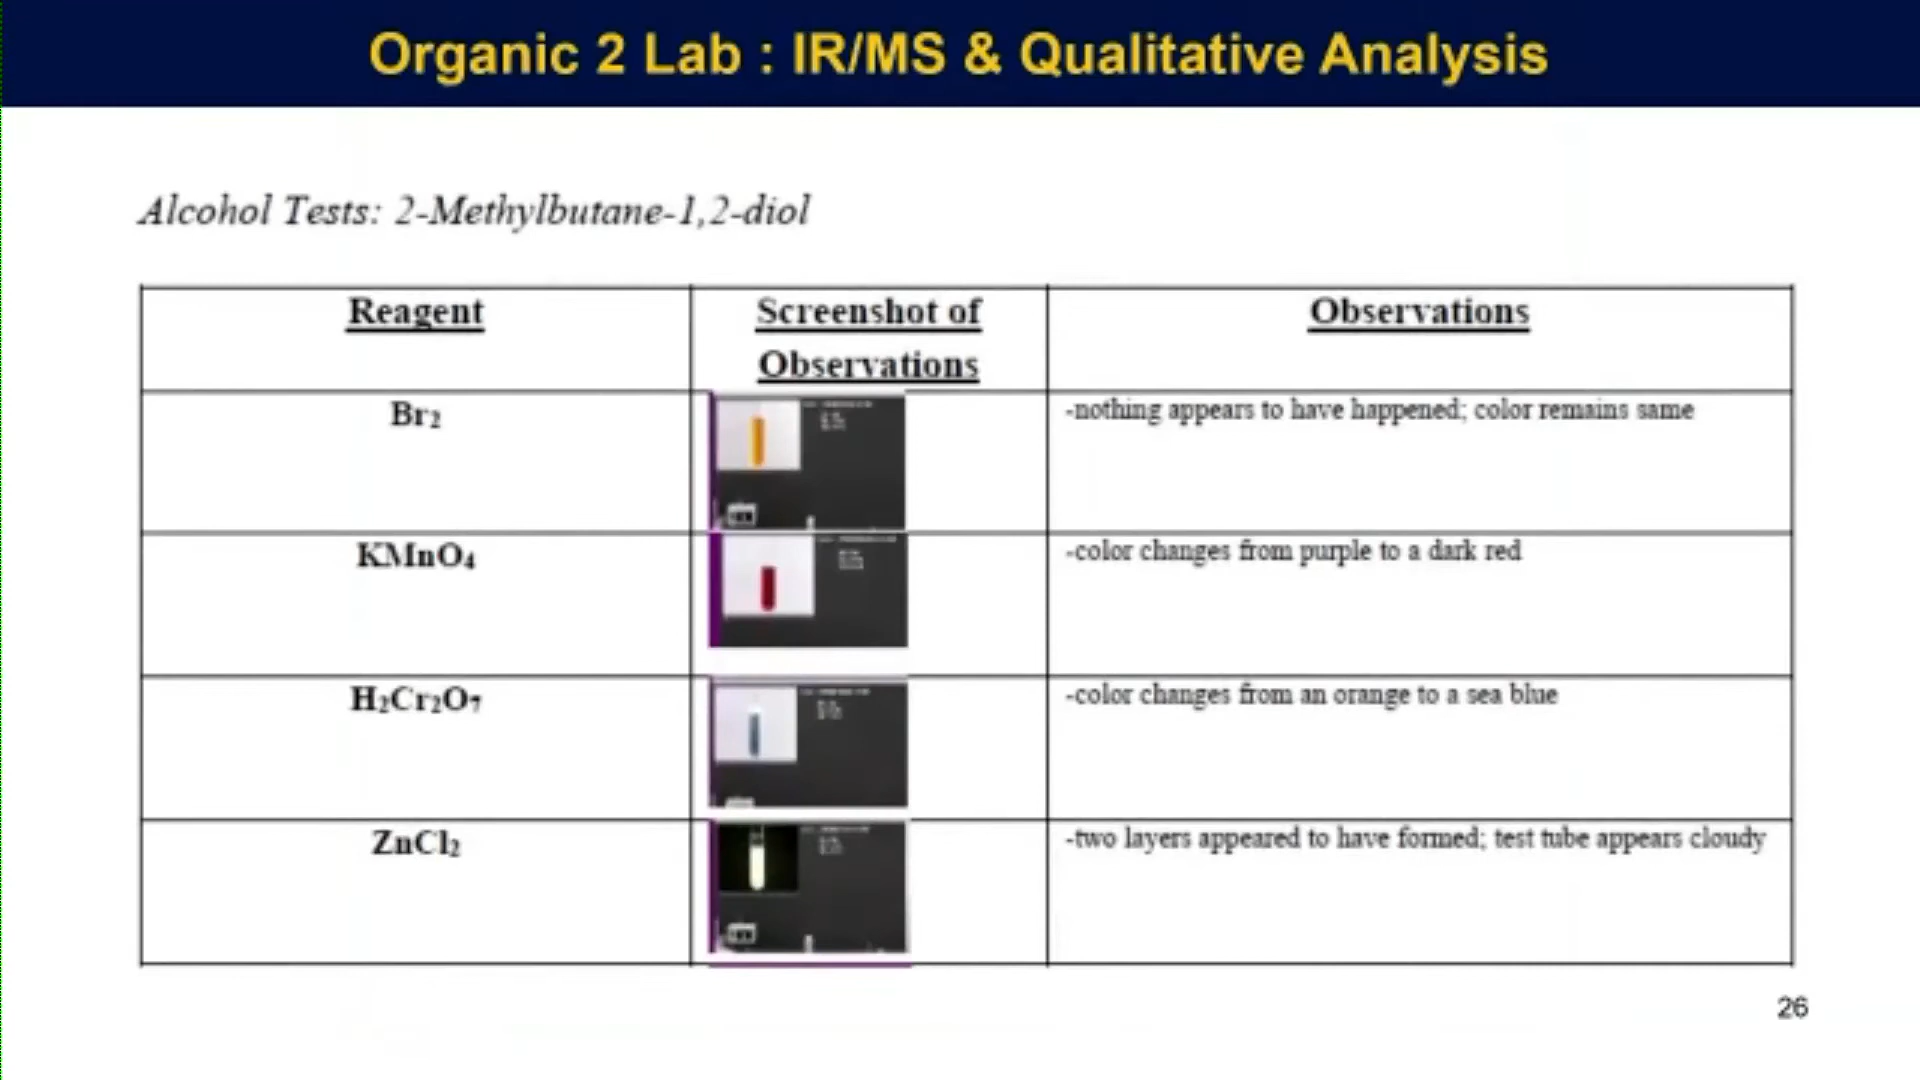 Organic 2 Lab : IR/MS & Qualitative Analysis
Alcohol Tests: 2-Methylbutane-1,2-diol
Reagent
Screenshot of
Observations
Observations
Br₂
-nothing appears to have happened; color remains same
KMnO₄
-color changes from purple to a dark red
H₂Cr₂O₇
-color changes from an orange to a sea blue
ZnCl₂
-two layers appeared to have formed; test tube appears cloudy
26